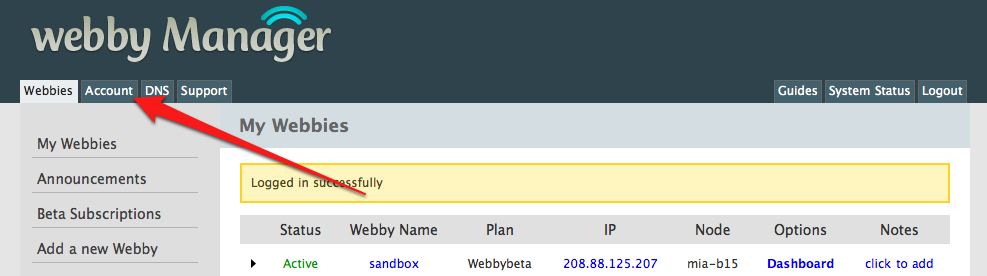 webby Manager
Webbies Account DNS Support Guides System Status Logout
My Webbies
My Webbies
Announcements
Beta Subscriptions
Add a new Webby
Logged in successfully
Status Webby Name Plan IP Node Options Notes
Active sandbox Webbybeta 208.88.125.207 mia-b15 Dashboard click to add